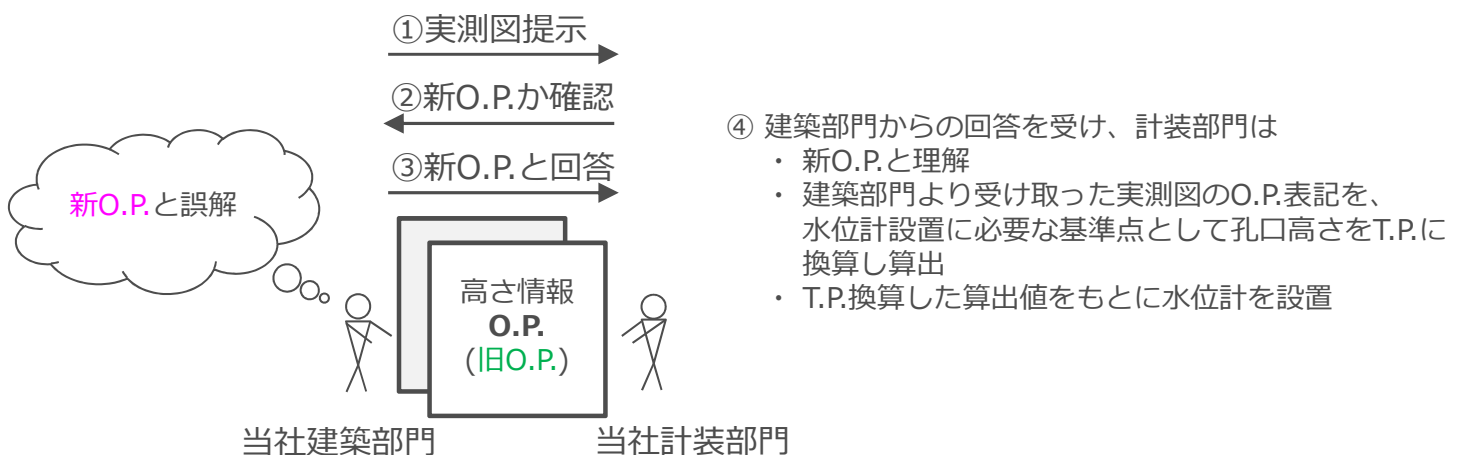 ①実測図提示
②新O.P.か確認
③新O.P.と回答
新O.P.と誤解
高さ情報
O.P.
(旧O.P.)
当社建築部門
当社計装部門
④ 建築部門からの回答を受け、計装部門は
・ 新O.P.と理解
・ 建築部門より受け取った実測図のO.P.表記を、
水位計設置に必要な基準点として孔口高さをT.P.に
換算し算出
・ T.P.換算した算出値をもとに水位計を設置